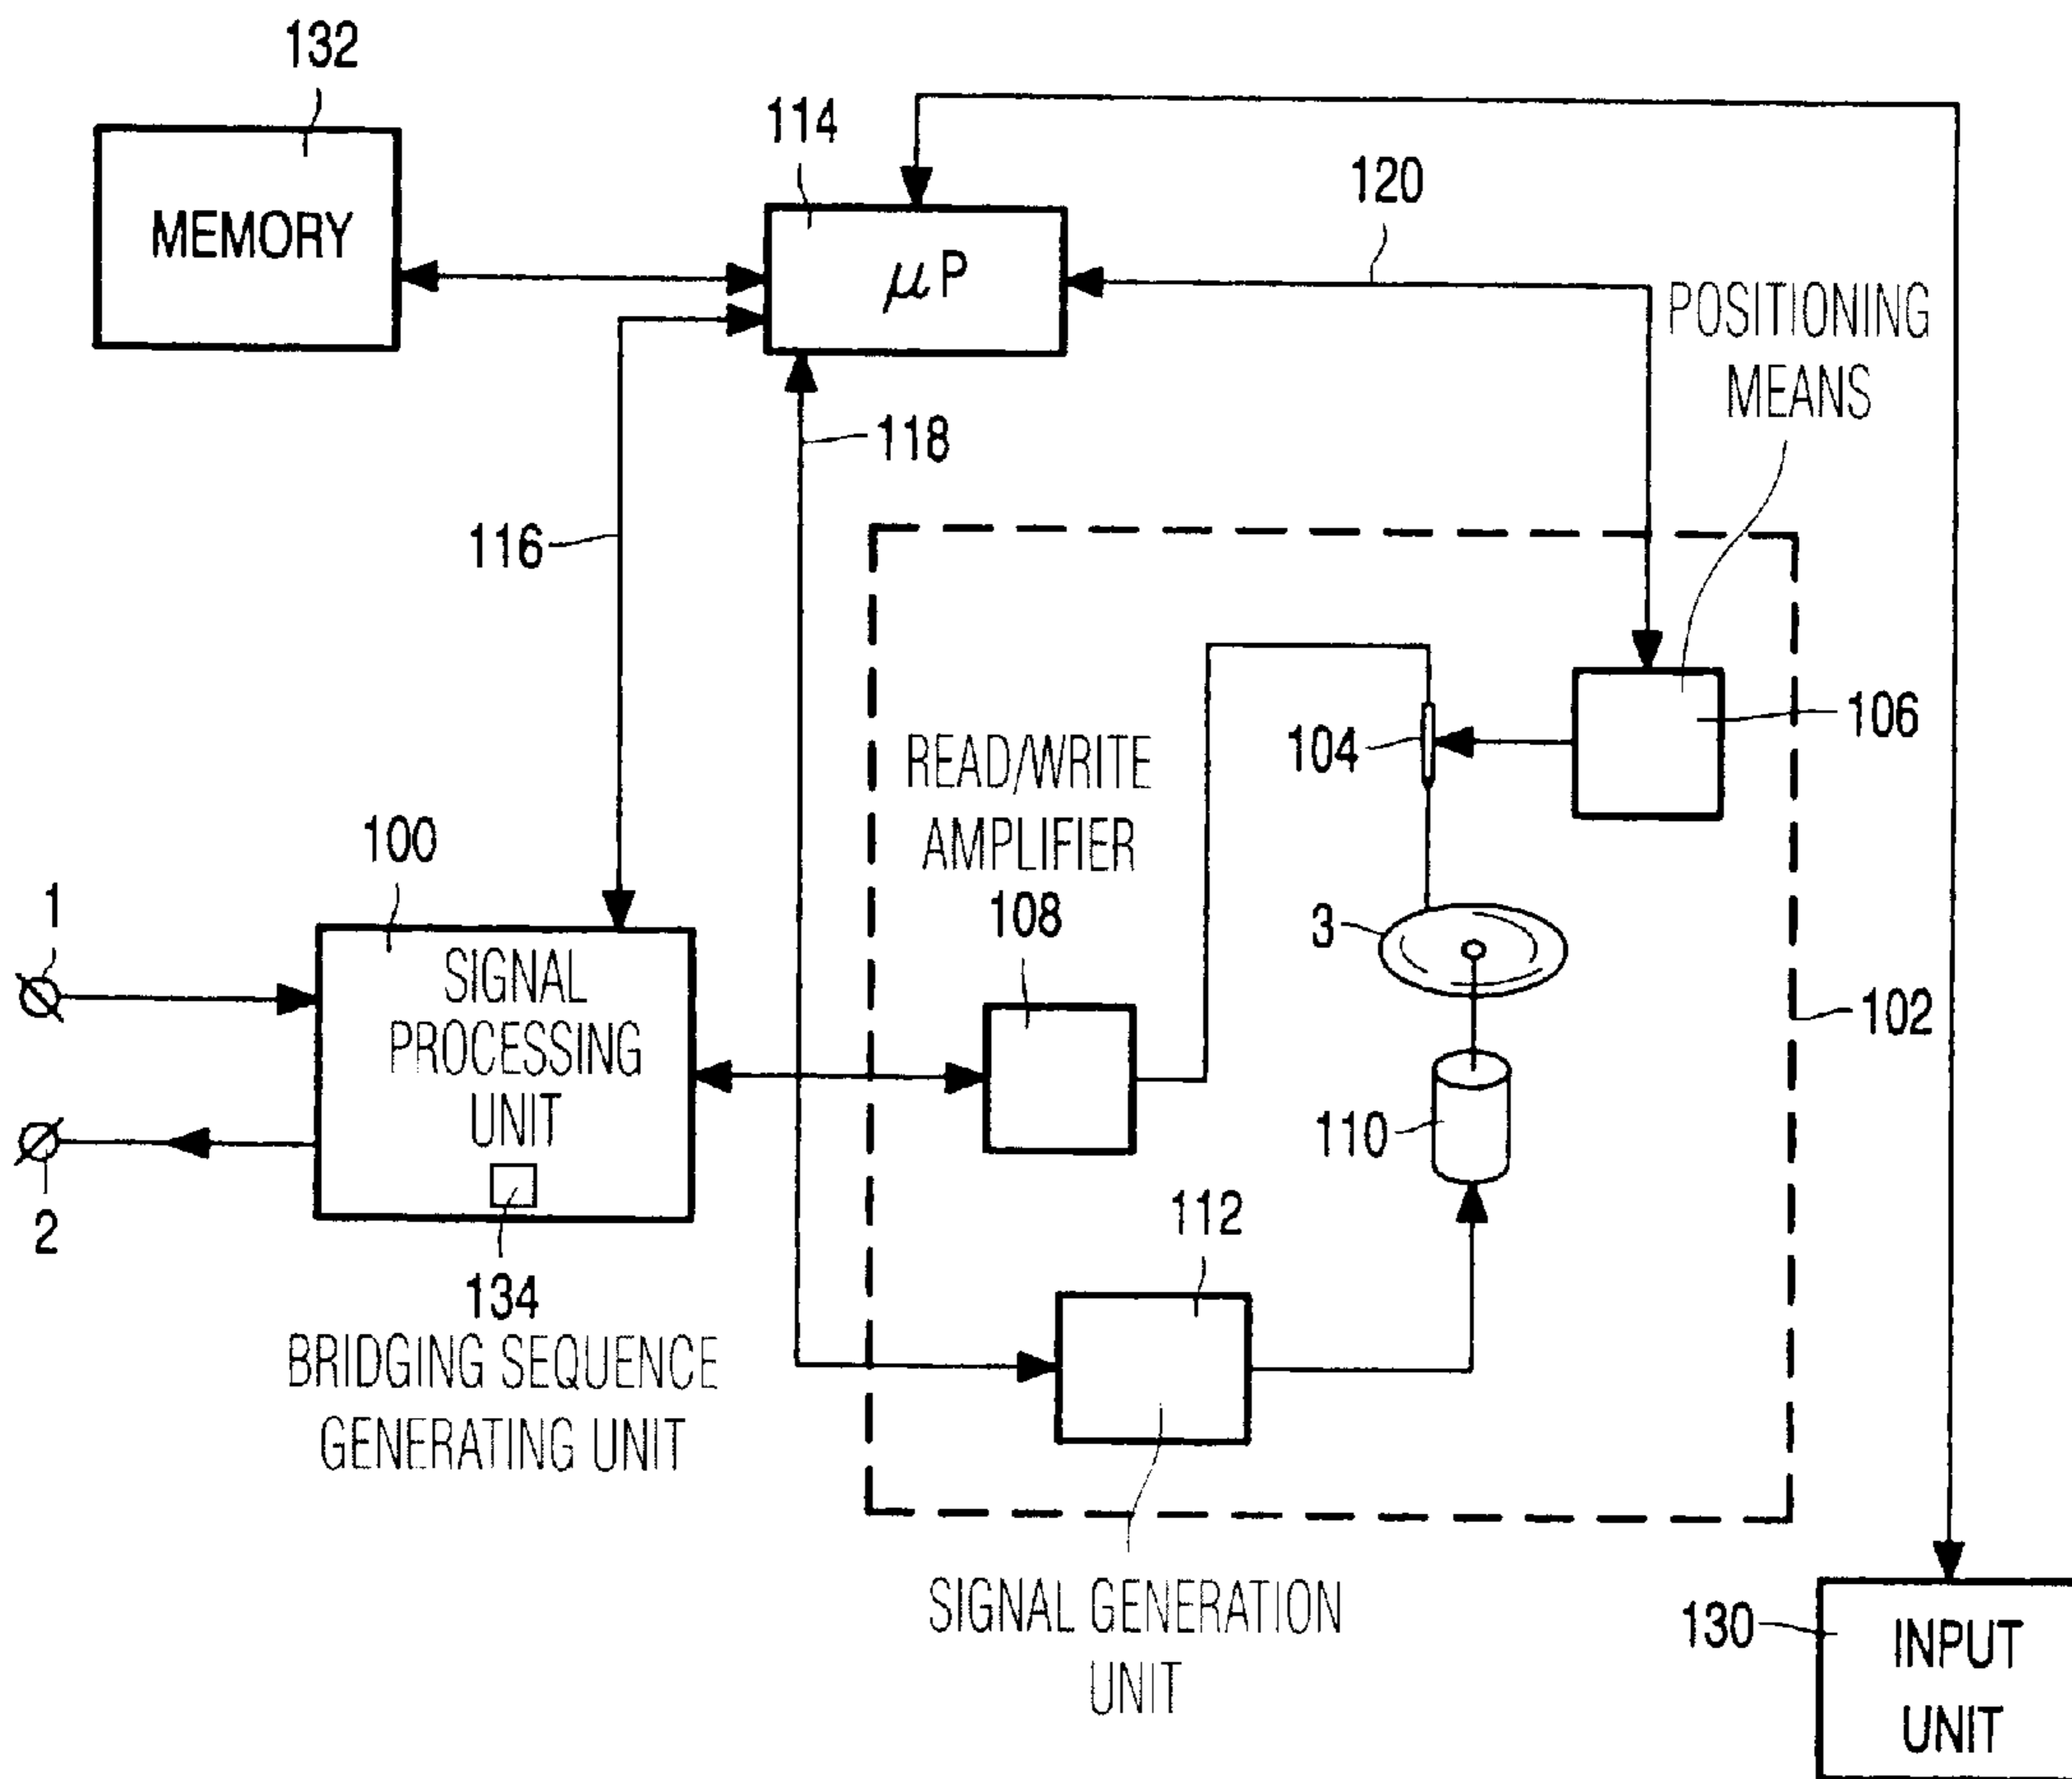 132
MEMORY
114
μP
120
POSITIONING
MEANS
118
116
106
104
READ/WRITE
AMPLIFIER
108
100
1
SIGNAL
PROCESSING
UNIT
3
102
110
2
134
BRIDGING SEQUENCE
GENERATING UNIT
112
SIGNAL GENERATION
UNIT
130
INPUT
UNIT